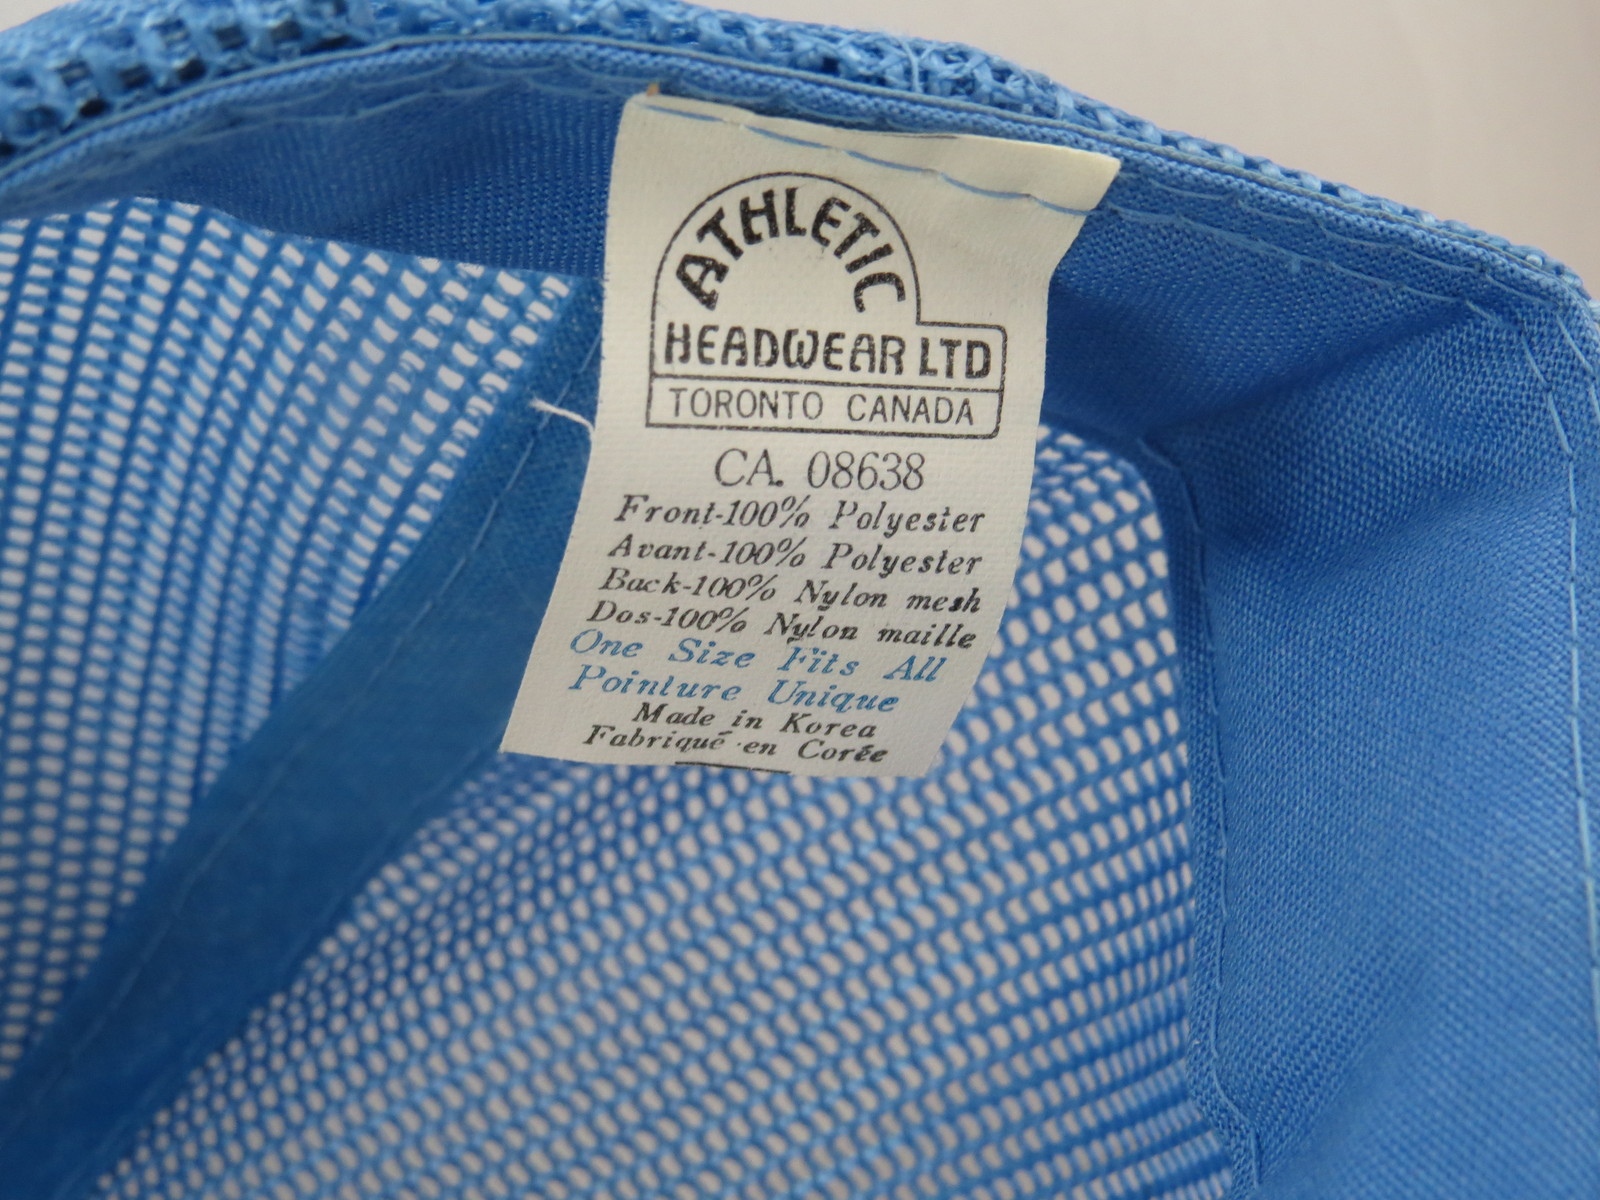 ATHLETIC
HEADWEAR LTD
TORONTO CANADA
CA. 08638
Front-100% Polyester
Avant-100% Polyester
Back-100% Nylon mesh
Dos-100% Nylon maille
One Size Fits All
Pointure Unique
Made in Korea
Fabriqué en Corée